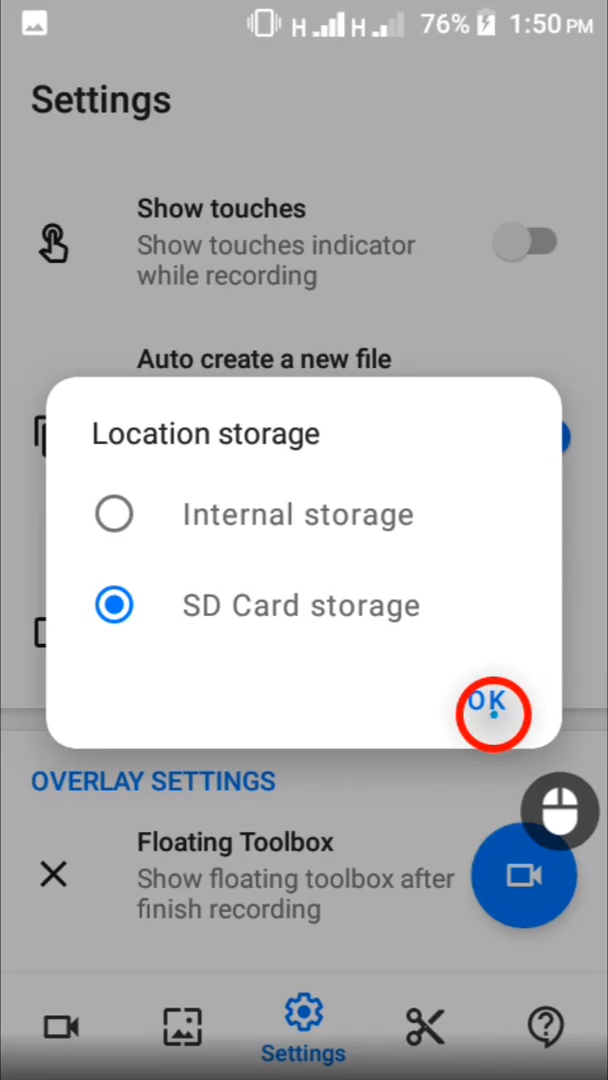 H H 76% 1:50 PM
Settings
Show touches
Show touches indicator
while recording
Auto create a new file
Location storage
Internal storage
SD Card storage
OK
OVERLAY SETTINGS
Floating Toolbox
Show floating toolbox after
finish recording
Settings